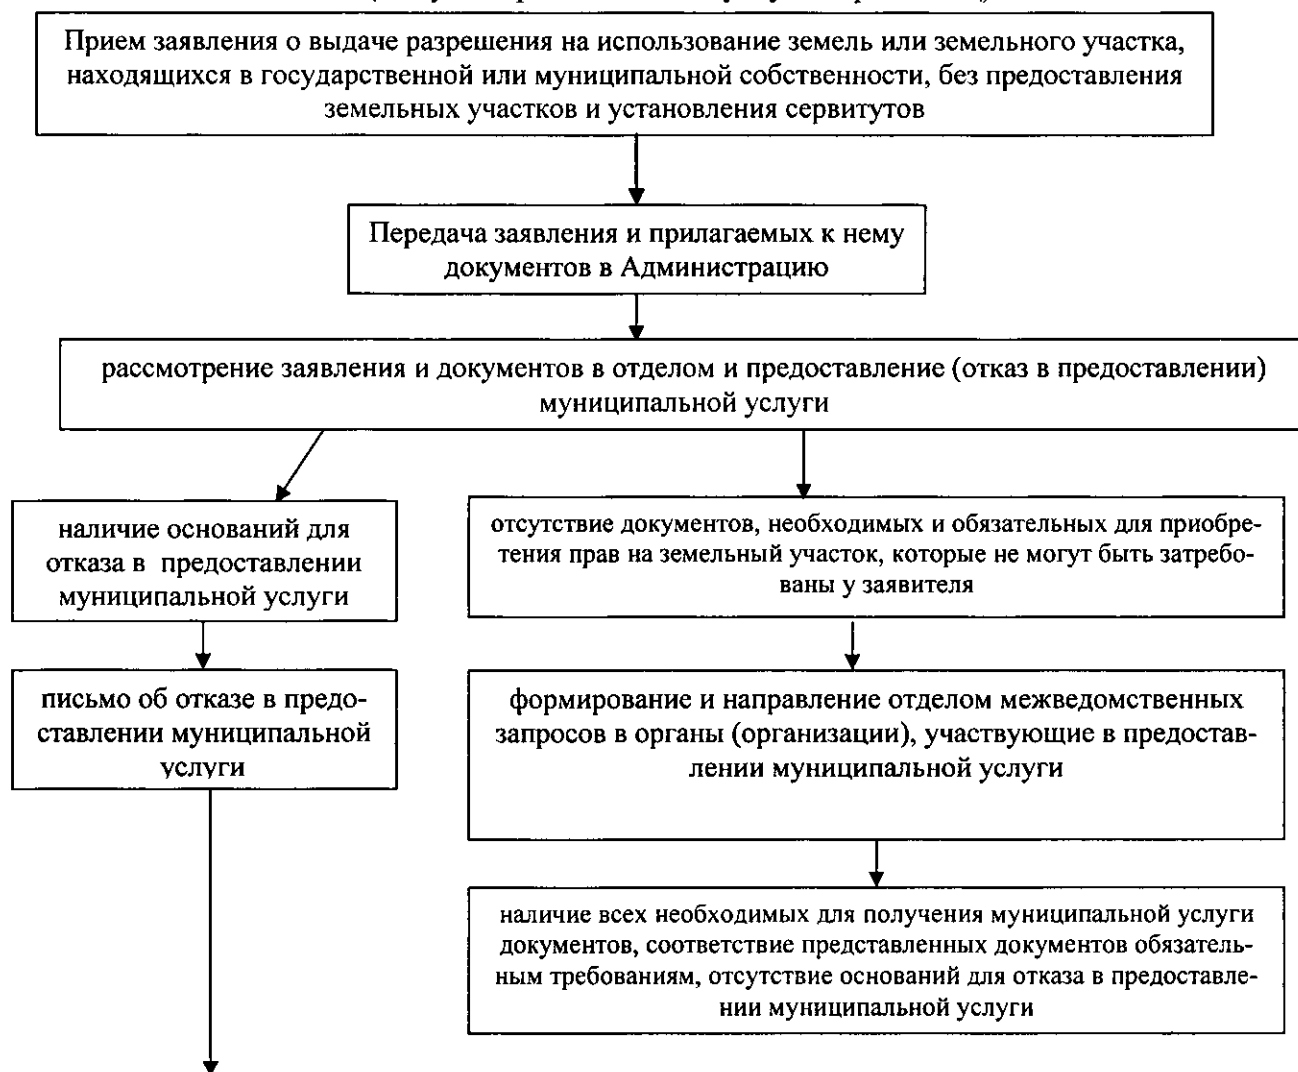 Прием заявления о выдаче разрешения на использование земель или земельного участка,
находящихся в государственной или муниципальной собственности, без предоставления
земельных участков и установления сервитутов
Передача заявления и прилагаемых к нему
документов в Администрацию
рассмотрение заявления и документов в отделом и предоставление (отказ в предоставлении)
муниципальной услуги
наличие оснований для
отказа в предоставлении
муниципальной услуги
письмо об отказе в предо-
ставлении муниципальной
услуги
отсутствие документов, необходимых и обязательных для приобре-
тения прав на земельный участок, которые не могут быть затребо-
ваны у заявителя
формирование и направление отделом межведомственных
запросов в органы (организации), участвующие в предостав-
лении муниципальной услуги
наличие всех необходимых для получения муниципальной услуги
документов, соответствие представленных документов обязатель-
ным требованиям, отсутствие оснований для отказа в предоставле-
нии муниципальной услуги